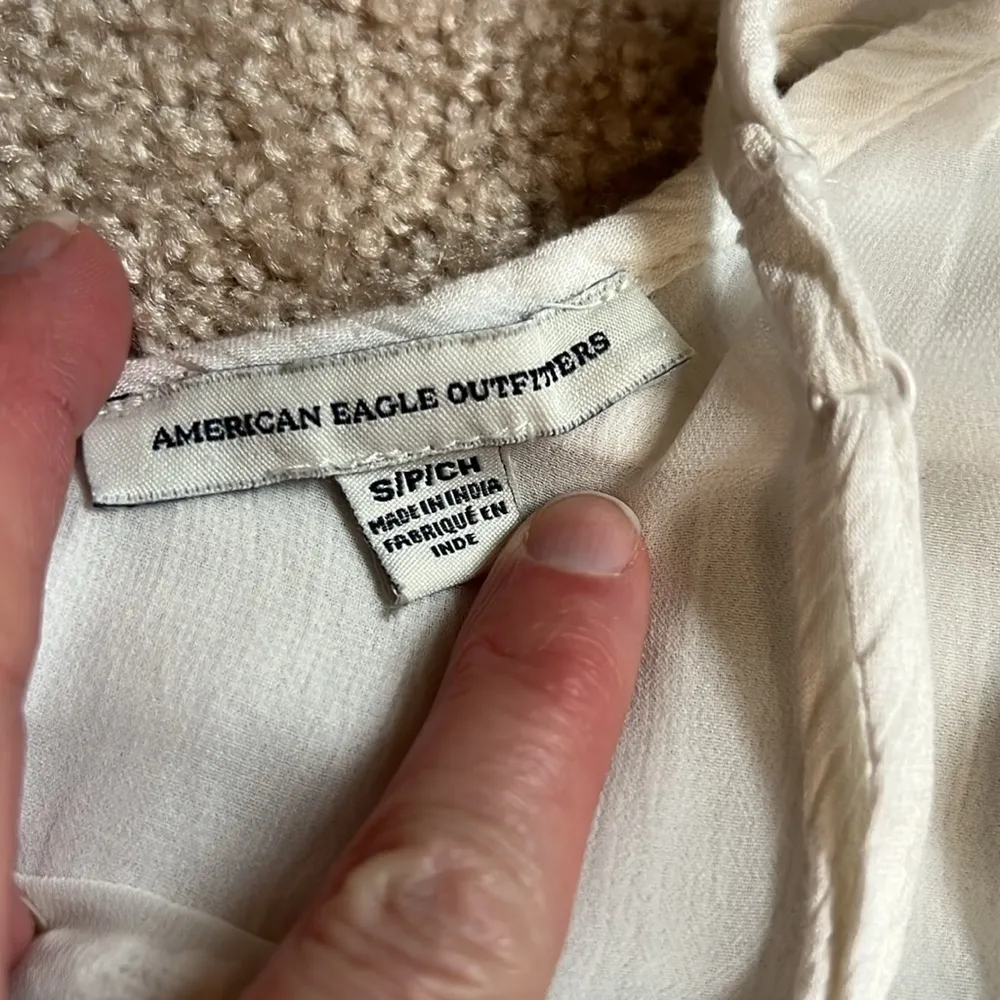 AMERICAN EAGLE OUTFITTERS
S/P/CH
MADE IN INDIA
FABRIQUÉ EN
INDE